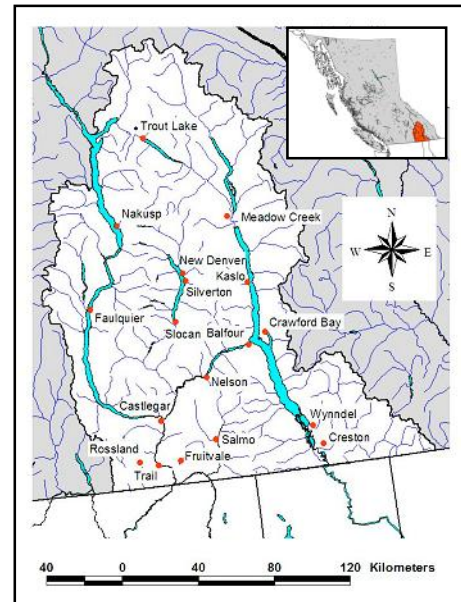 Trout Lake
N
W E
S
Nakusp
Meadow Creek
New Denver
Kaslo
Silverton
Faulquier
Crawford Bay
Slocan
Balfour
Nelson
Castlegar
Wynndel
Salmo
Creston
Rossland
Fruitvale
Trail
40 0 40 80 120 Kilometers